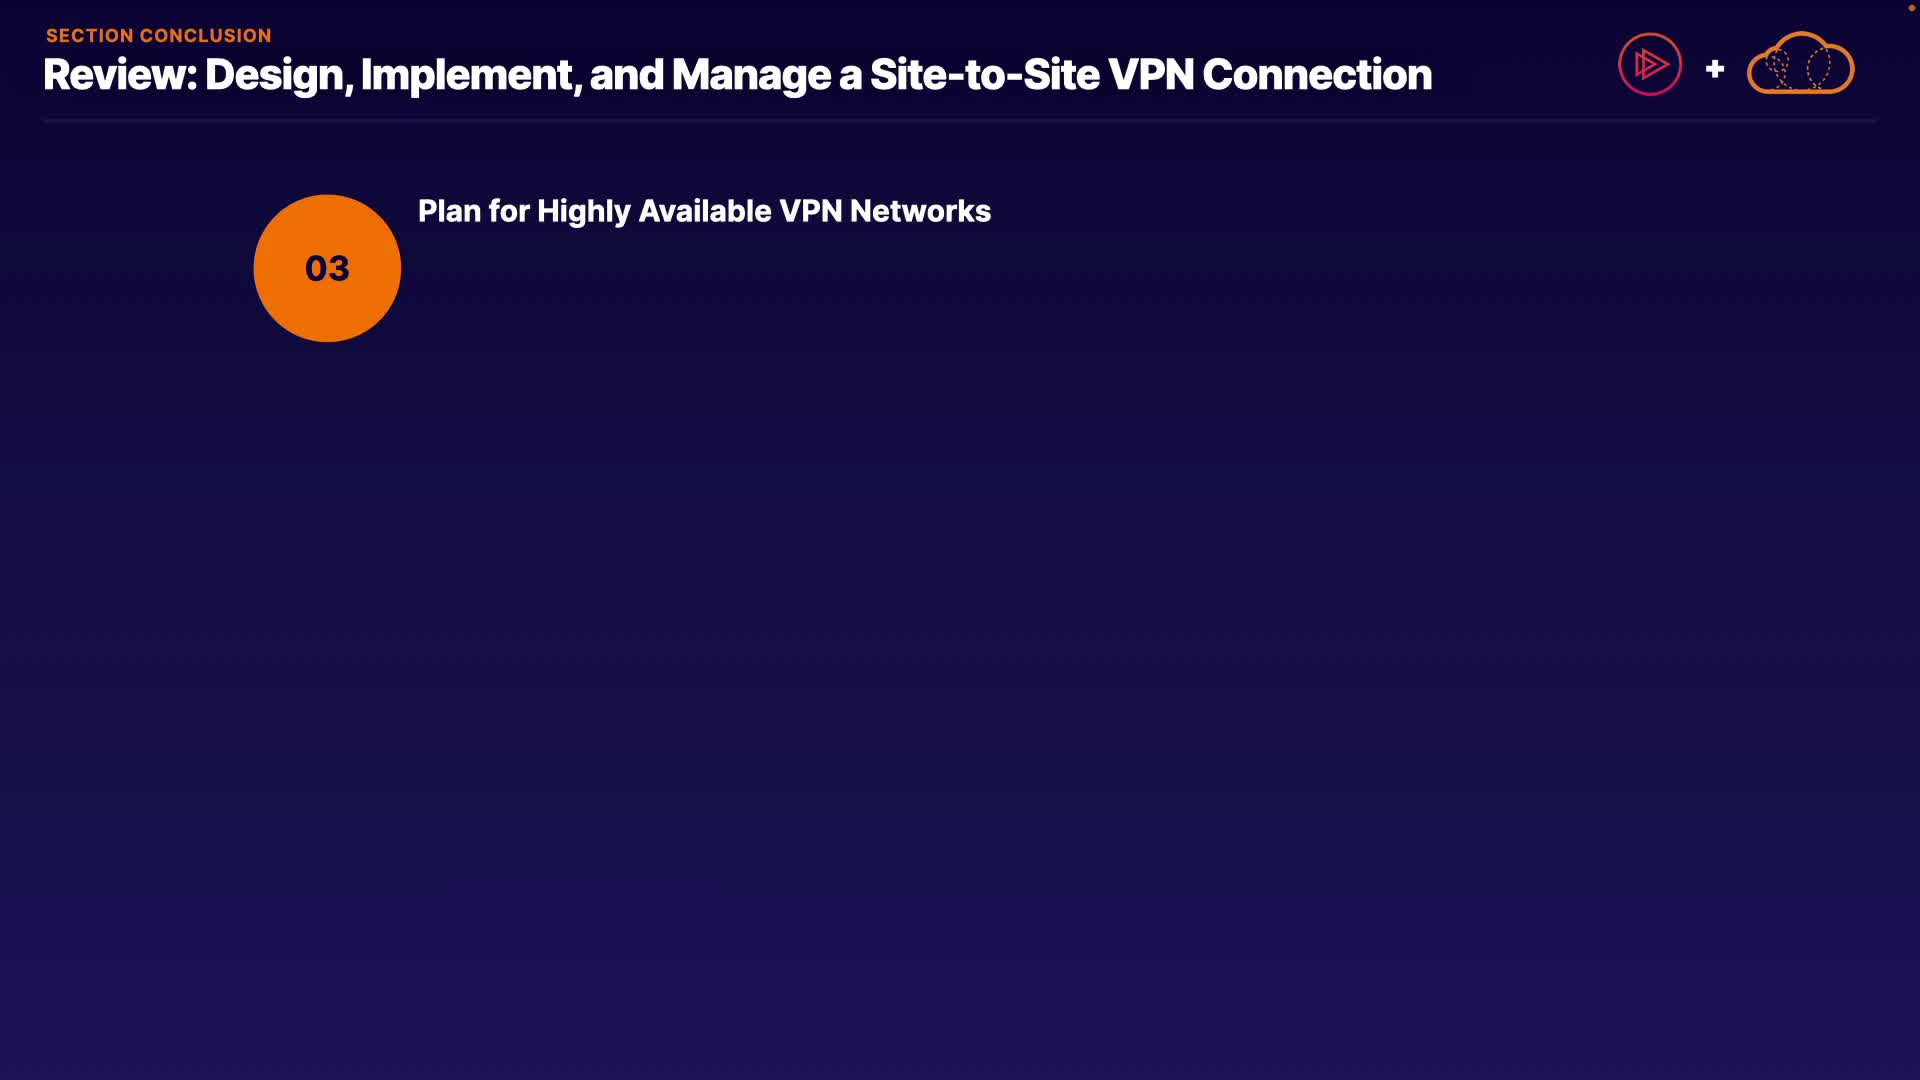 SECTION CONCLUSION
Review: Design, Implement, and Manage a Site-to-Site VPN Connection
+
03
Plan for Highly Available VPN Networks